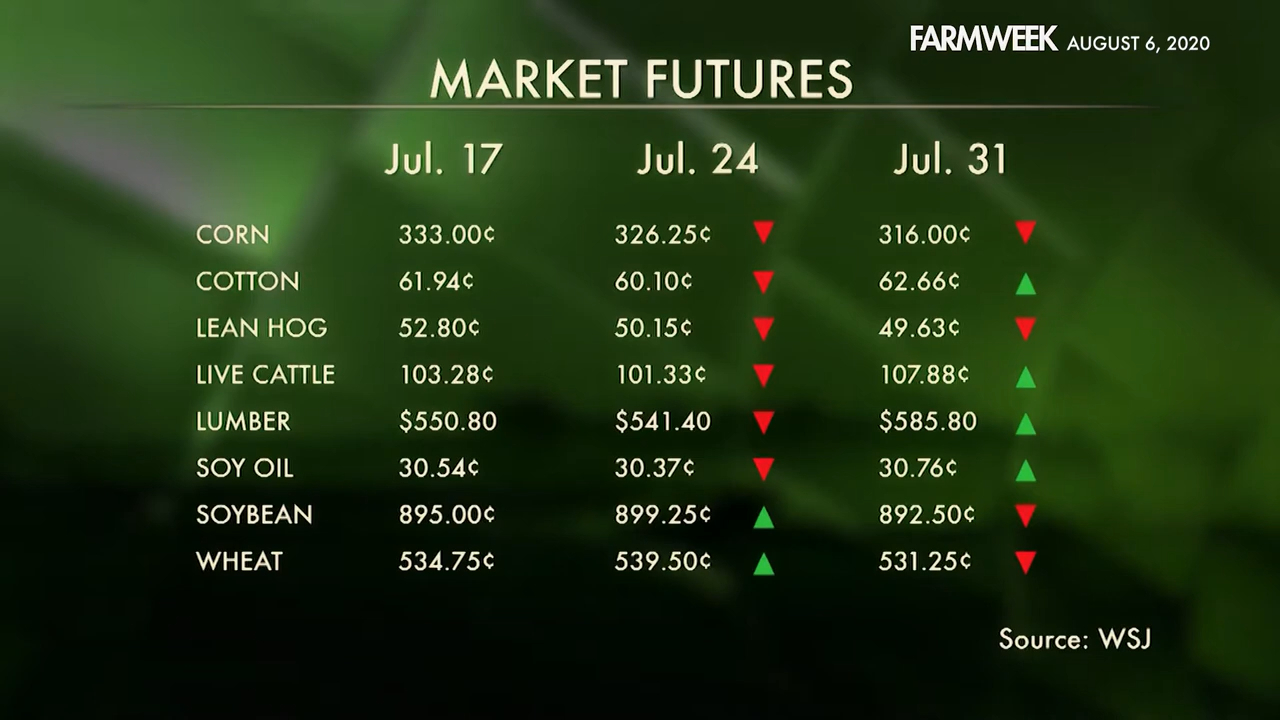 FARMWEEK AUGUST 6, 2020
MARKET FUTURES
Jul. 17 Jul. 24 Jul. 31
CORN 333.00¢ 326.25¢ ▼ 316.00¢ ▼
COTTON 61.94¢ 60.10¢ ▼ 62.66¢ ▲
LEAN HOG 52.80¢ 50.15¢ ▼ 49.63¢ ▼
LIVE CATTLE 103.28¢ 101.33¢ ▼ 107.88¢ ▲
LUMBER $550.80 $541.40 ▼ $585.80 ▲
SOY OIL 30.54¢ 30.37¢ ▼ 30.76¢ ▲
SOYBEAN 895.00¢ 899.25¢ ▲ 892.50¢ ▼
WHEAT 534.75¢ 539.50¢ ▲ 531.25¢ ▼
Source: WSJ